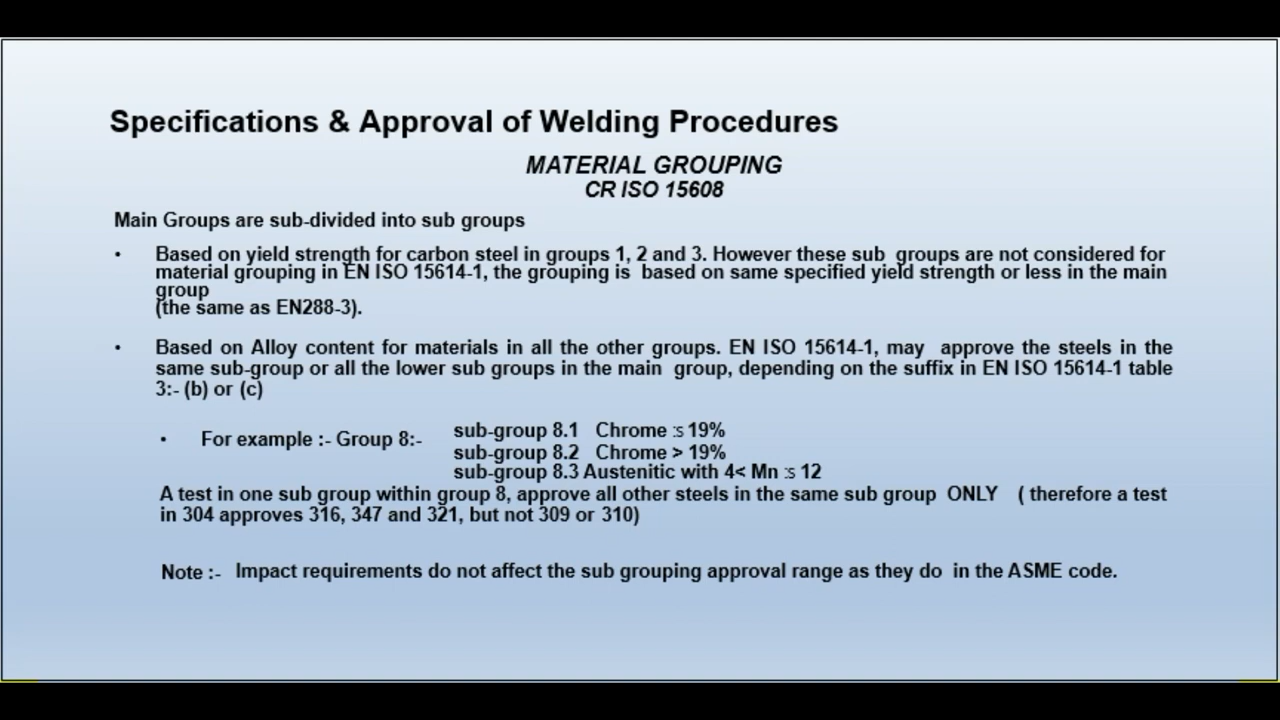 Specifications & Approval of Welding Procedures
MATERIAL GROUPING
CR ISO 15608
Main Groups are sub-divided into sub groups
• Based on yield strength for carbon steel in groups 1, 2 and 3. However these sub groups are not considered for
material grouping in EN ISO 15614-1, the grouping is based on same specified yield strength or less in the main
group
(the same as EN288-3).
• Based on Alloy content for materials in all the other groups. EN ISO 15614-1, may approve the steels in the
same sub-group or all the lower sub groups in the main group, depending on the suffix in EN ISO 15614-1 table
3:- (b) or (c)
• For example :- Group 8:- sub-group 8.1 Chrome :s 19%
sub-group 8.2 Chrome > 19%
sub-group 8.3 Austenitic with 4< Mn :s 12
A test in one sub group within group 8, approve all other steels in the same sub group ONLY ( therefore a test
in 304 approves 316, 347 and 321, but not 309 or 310)
Note :- Impact requirements do not affect the sub grouping approval range as they do in the ASME code.